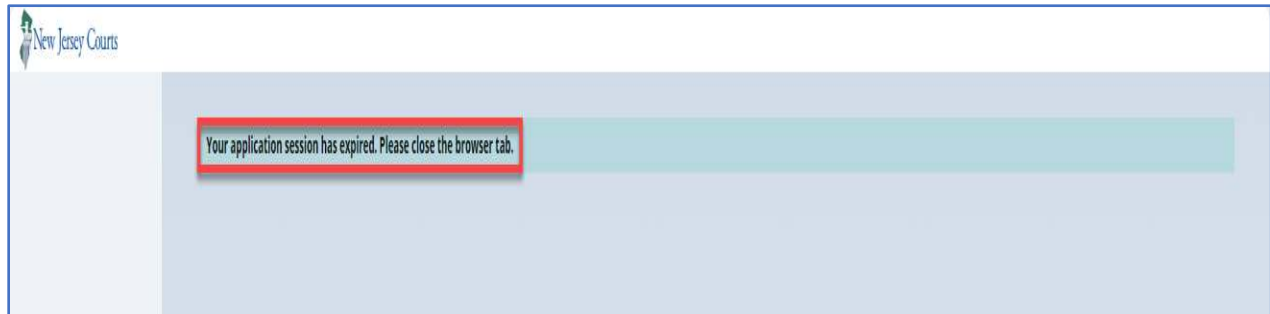 New Jersey Courts
Your application session has expired. Please close the browser tab.